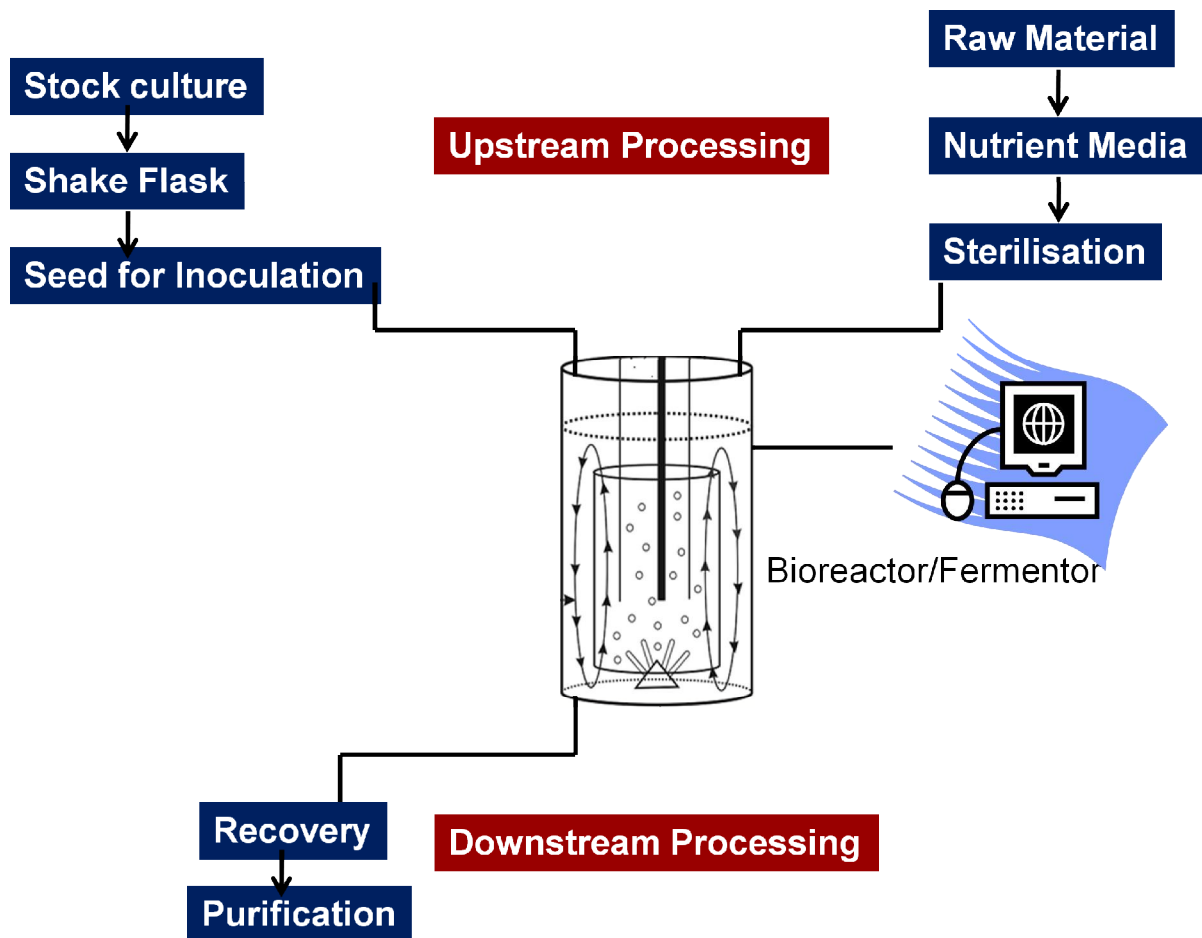 Stock culture
Shake Flask
Seed for Inoculation
Upstream Processing
Raw Material
Nutrient Media
Sterilisation
Bioreactor/Fermentor
Recovery
Purification
Downstream Processing